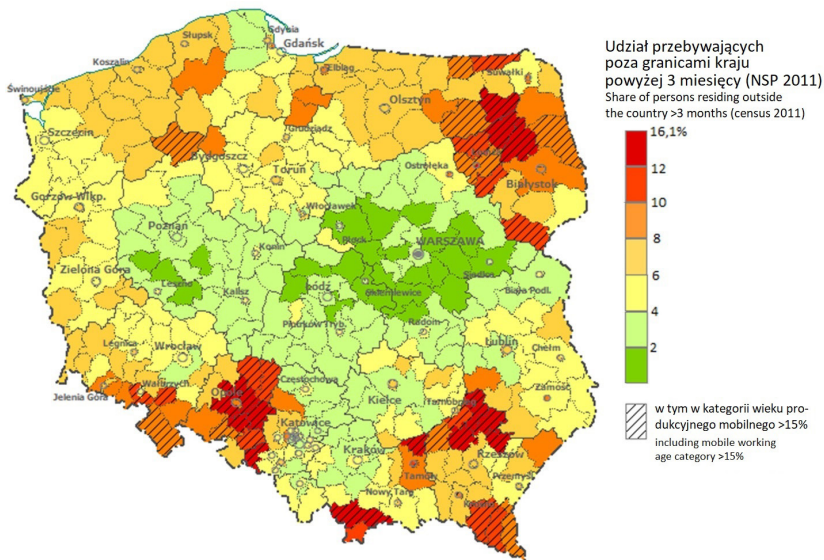 Udział przebywających
poza granicami kraju
powyżej 3 miesięcy (NSP 2011)
Share of persons residing outside
the country >3 months (census 2011)
16,1%
12
10
8
6
4
2
w tym w kategorii wieku pro-
dukcyjnego mobilnego >15%
including mobile working
age category >15%
Gdynia
Słupsk
Gdańsk
Koszalin
Elbląg
Suwałki
Świnoujście
Olsztyn
Szczecin
Grudziądz
Bydgoszcz
Ostrołęka
Toruń
Białystok
Gorzów Wlkp.
Włocławek
Poznań
Płock
WARSZAWA
Konin
Zielona Góra
Siedlce
Leszno
Łódź
Biała Podl.
Kalisz
Skierniewice
Piotrków Tryb.
Radom
Legnica
Wrocław
Lublin
Chełm
Jelenia Góra
Wałbrzych
Częstochowa
Opole
Kielce
Zamość
Tarnobrzeg
Katowice
Kraków
Rzeszów
Tarnów
Przemyśl
Nowy Targ